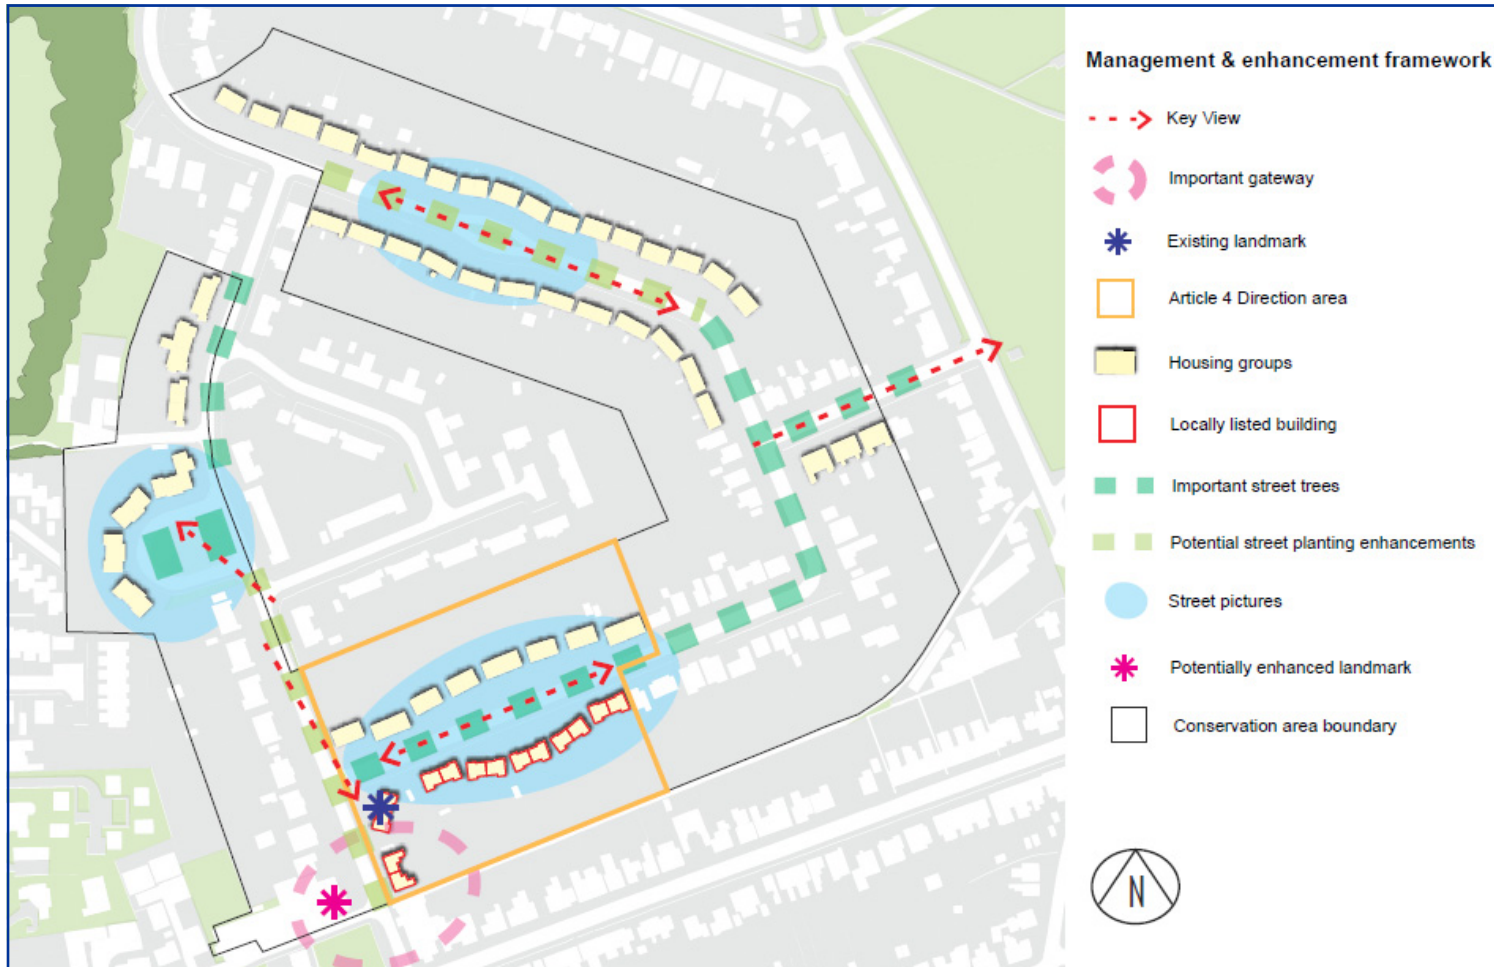 Management & enhancement framework
Key View
Important gateway
Existing landmark
Article 4 Direction area
Housing groups
Locally listed building
Important street trees
Potential street planting enhancements
Street pictures
Potentially enhanced landmark
Conservation area boundary
N